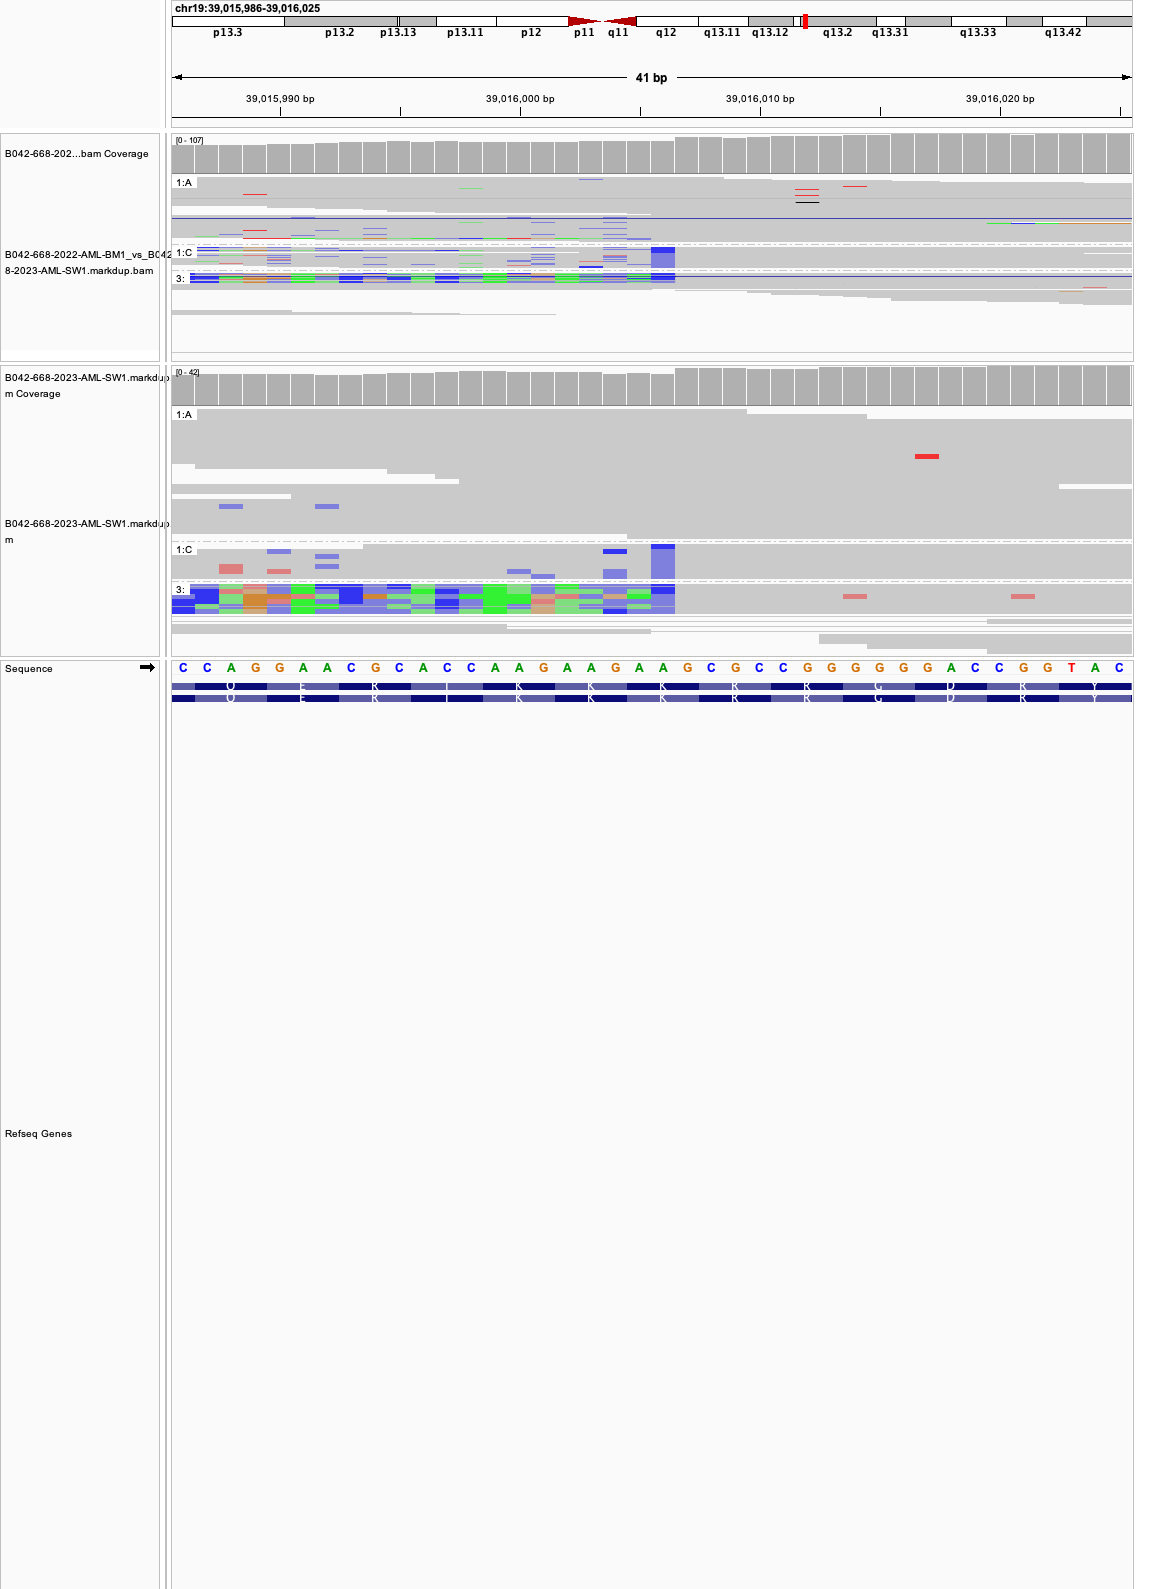 chr19:39,015,986-39,016,025
p13.3 p13.2 p13.13 p13.11 p12 p11 q11 q12 q13.11 q13.12 q13.2 q13.31 q13.33 q13.42
41 bp
39,015,990 bp 39,016,000 bp 39,016,010 bp 39,016,020 bp
[0 - 107]
B042-668-202...bam Coverage
1:A
B042-668-2022-AML-BM1_vs_B042
8-2023-AML-SW1.markdup.bam
1:C
3:
B042-668-2023-AML-SW1.markdup
m Coverage
[0 - 42]
1:A
B042-668-2023-AML-SW1.markdup
m
1:C
3:
Sequence C C A G G A A C G C A C C A A G A A G A A G C G C C G G G G G G A C C G G T A C
Q E R T K K K R R G D R Y
Q E R T K K K R R G D R Y
Refseq Genes